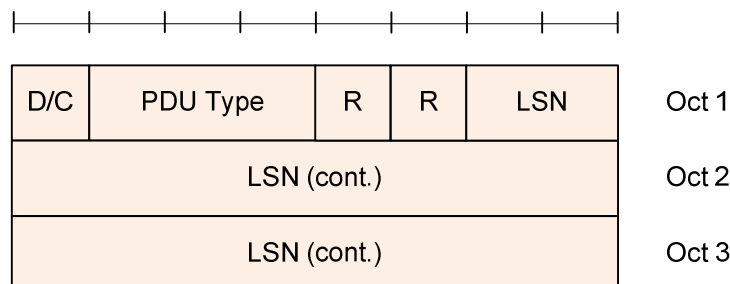 D/C PDU Type R R LSN Oct 1
LSN (cont.) Oct 2
LSN (cont.) Oct 3